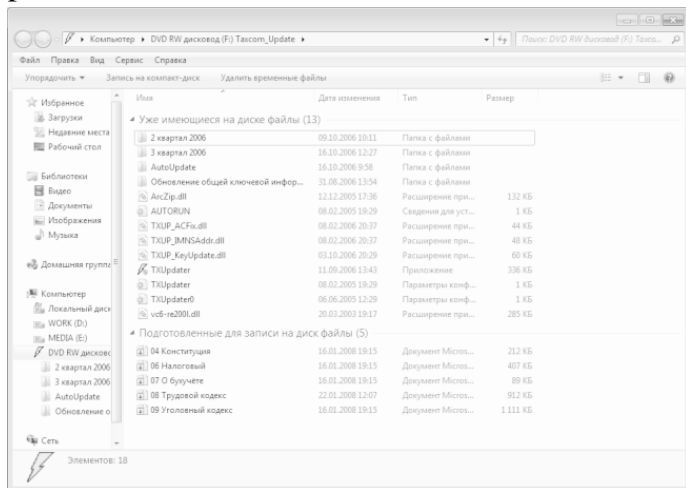 Компьютер ▸ DVD RW дисковод (F:) Taxcom_Update ▸
Поиск: DVD RW дисковод (F:) Taxco...
Файл Правка Вид Сервис Справка
Упорядочить Запись на компакт-диск Удалить временные файлы
Имя Дата изменения Тип Размер
Избранное
Загрузки
Недавние места
Рабочий стол
Библиотеки
Видео
Документы
Изображения
Музыка
Домашняя группа
Компьютер
Локальный диск
WORK (D:)
MEDIA (E:)
DVD RW дисковод
2 квартал 2006
3 квартал 2006
AutoUpdate
Обновление о
Сеть
Уже имеющиеся на диске файлы (13)
2 квартал 2006 09.10.2006 10:11 Папка с файлами
3 квартал 2006 16.10.2006 12:27 Папка с файлами
AutoUpdate 16.10.2006 9:58 Папка с файлами
Обновление общей ключевой инфор... 31.08.2006 13:54 Папка с файлами
ArcZip.dll 12.12.2005 17:36 Расширение при... 132 КБ
AUTORUN 08.02.2005 19:29 Сведения для уст... 1 КБ
TXUP_ACFix.dll 08.02.2006 20:37 Расширение при... 44 КБ
TXUP_IMNSAddr.dll 08.02.2006 20:37 Расширение при... 48 КБ
TXUP_KeyUpdate.dll 03.10.2006 20:29 Расширение при... 60 КБ
TXUpdater 11.09.2006 13:43 Приложение 336 КБ
TXUpdater 08.02.2005 19:29 Параметры конф... 1 КБ
TXUpdater0 06.06.2005 12:29 Параметры конф... 1 КБ
vc6-re200l.dll 20.03.2003 19:17 Расширение при... 285 КБ
Подготовленные для записи на диск файлы (5)
04 Конституция 16.01.2008 19:15 Документ Micros... 212 КБ
06 Налоговый 16.01.2008 19:15 Документ Micros... 407 КБ
07 О бухучёте 16.01.2008 19:15 Документ Micros... 89 КБ
08 Трудовой кодекс 22.01.2008 12:07 Документ Micros... 912 КБ
09 Уголовный кодекс 16.01.2008 19:15 Документ Micros... 1 111 КБ
Элементов: 18